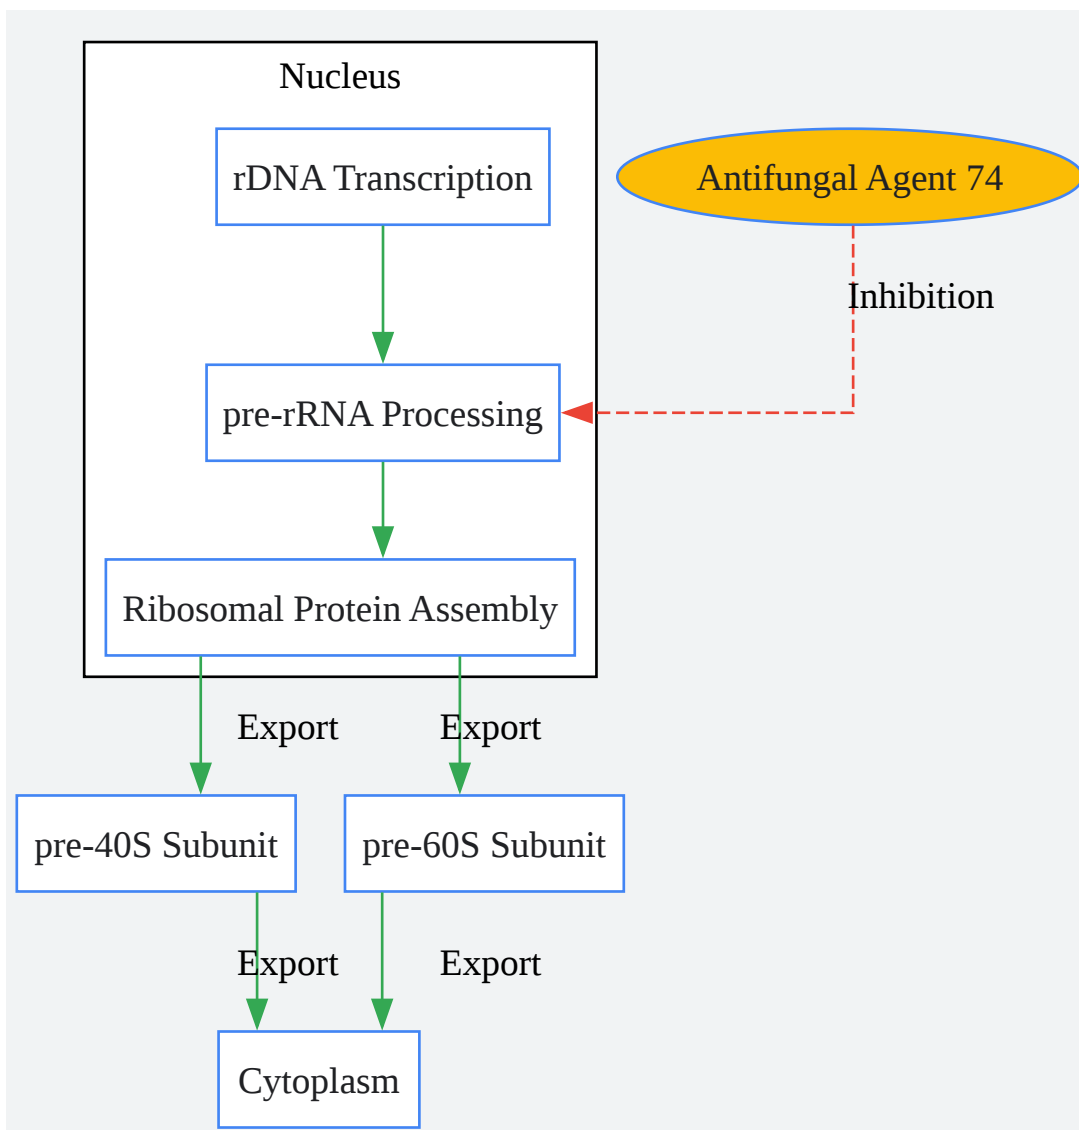 Nucleus
rDNA Transcription
Antifungal Agent 74
Inhibition
pre-rRNA Processing
Ribosomal Protein Assembly
Export
Export
pre-40S Subunit
pre-60S Subunit
Export
Export
Cytoplasm